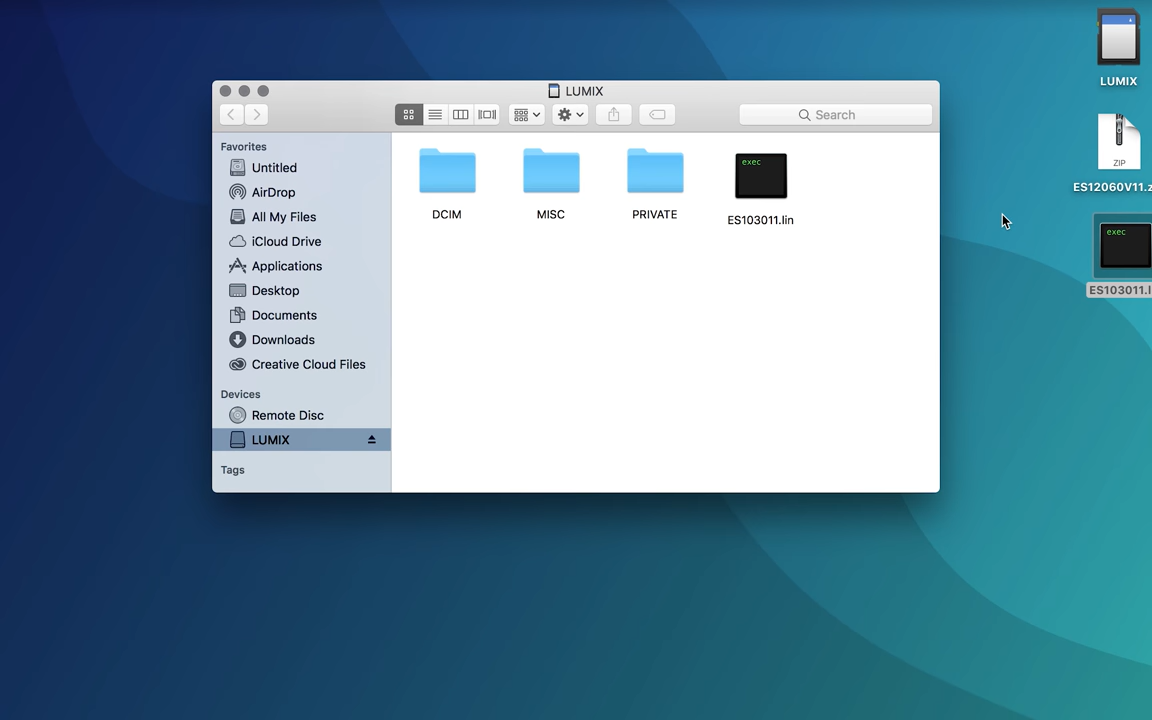 LUMIX
Search
Favorites
Untitled
AirDrop
All My Files
iCloud Drive
Applications
Desktop
Documents
Downloads
Creative Cloud Files
Devices
Remote Disc
LUMIX
Tags
DCIM
MISC
PRIVATE
exec
ES103011.lin
LUMIX
ZIP
ES12060V11.z
exec
ES103011.l